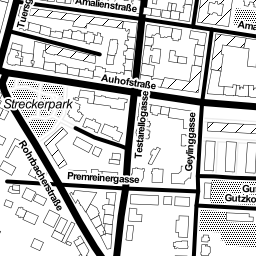 Amalienstraße
Auhofstraße
Streckerpark
Testarellogasse
Geylinggasse
Rohrbacherstraße
Premreinergasse